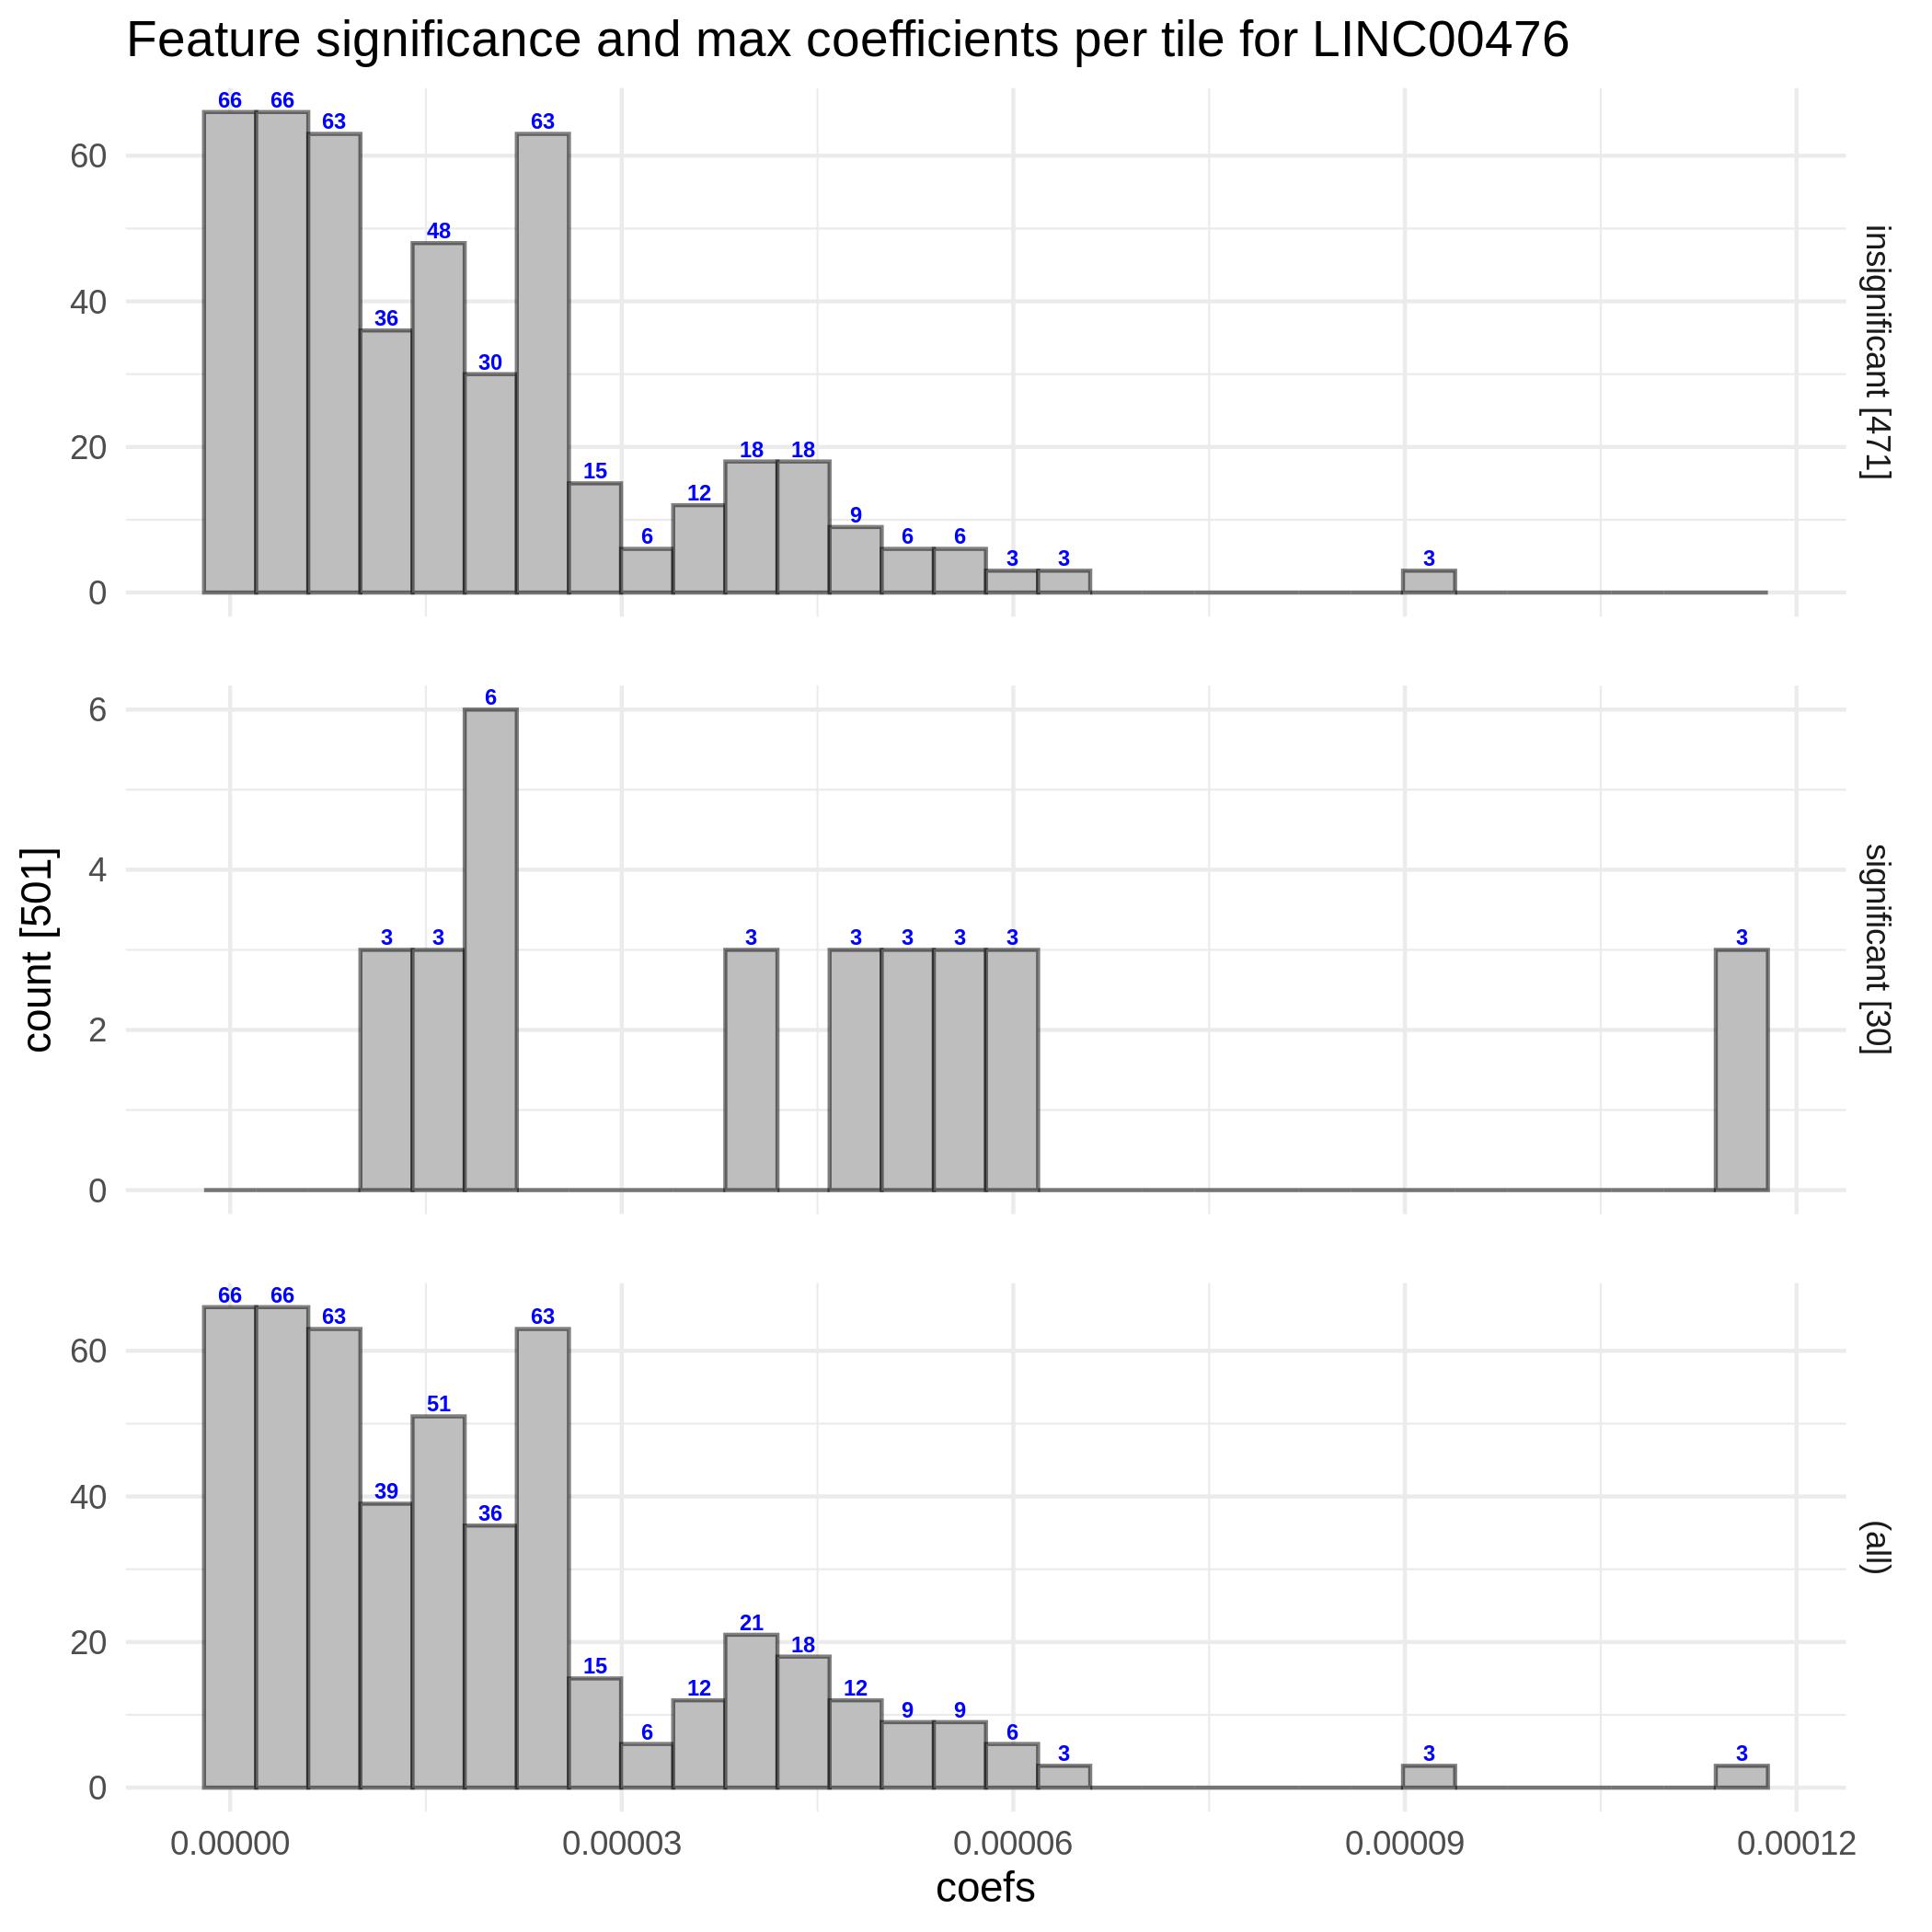 Feature significance and max coefficients per tile for LINC00476
66 66 63 36 48 30 63 15 6 12 18 18 9 6 6 3 3 3
60
40
20
0
insignificant [471]
6 3 3 3 3 3 3 3 3
6
4
2
0
significant [30]
count [501]
66 66 63 39 51 36 63 15 6 12 21 18 12 9 9 6 3 3 3
60
40
20
0
(all)
0.00000 0.00003 0.00006 0.00009 0.00012
coefs